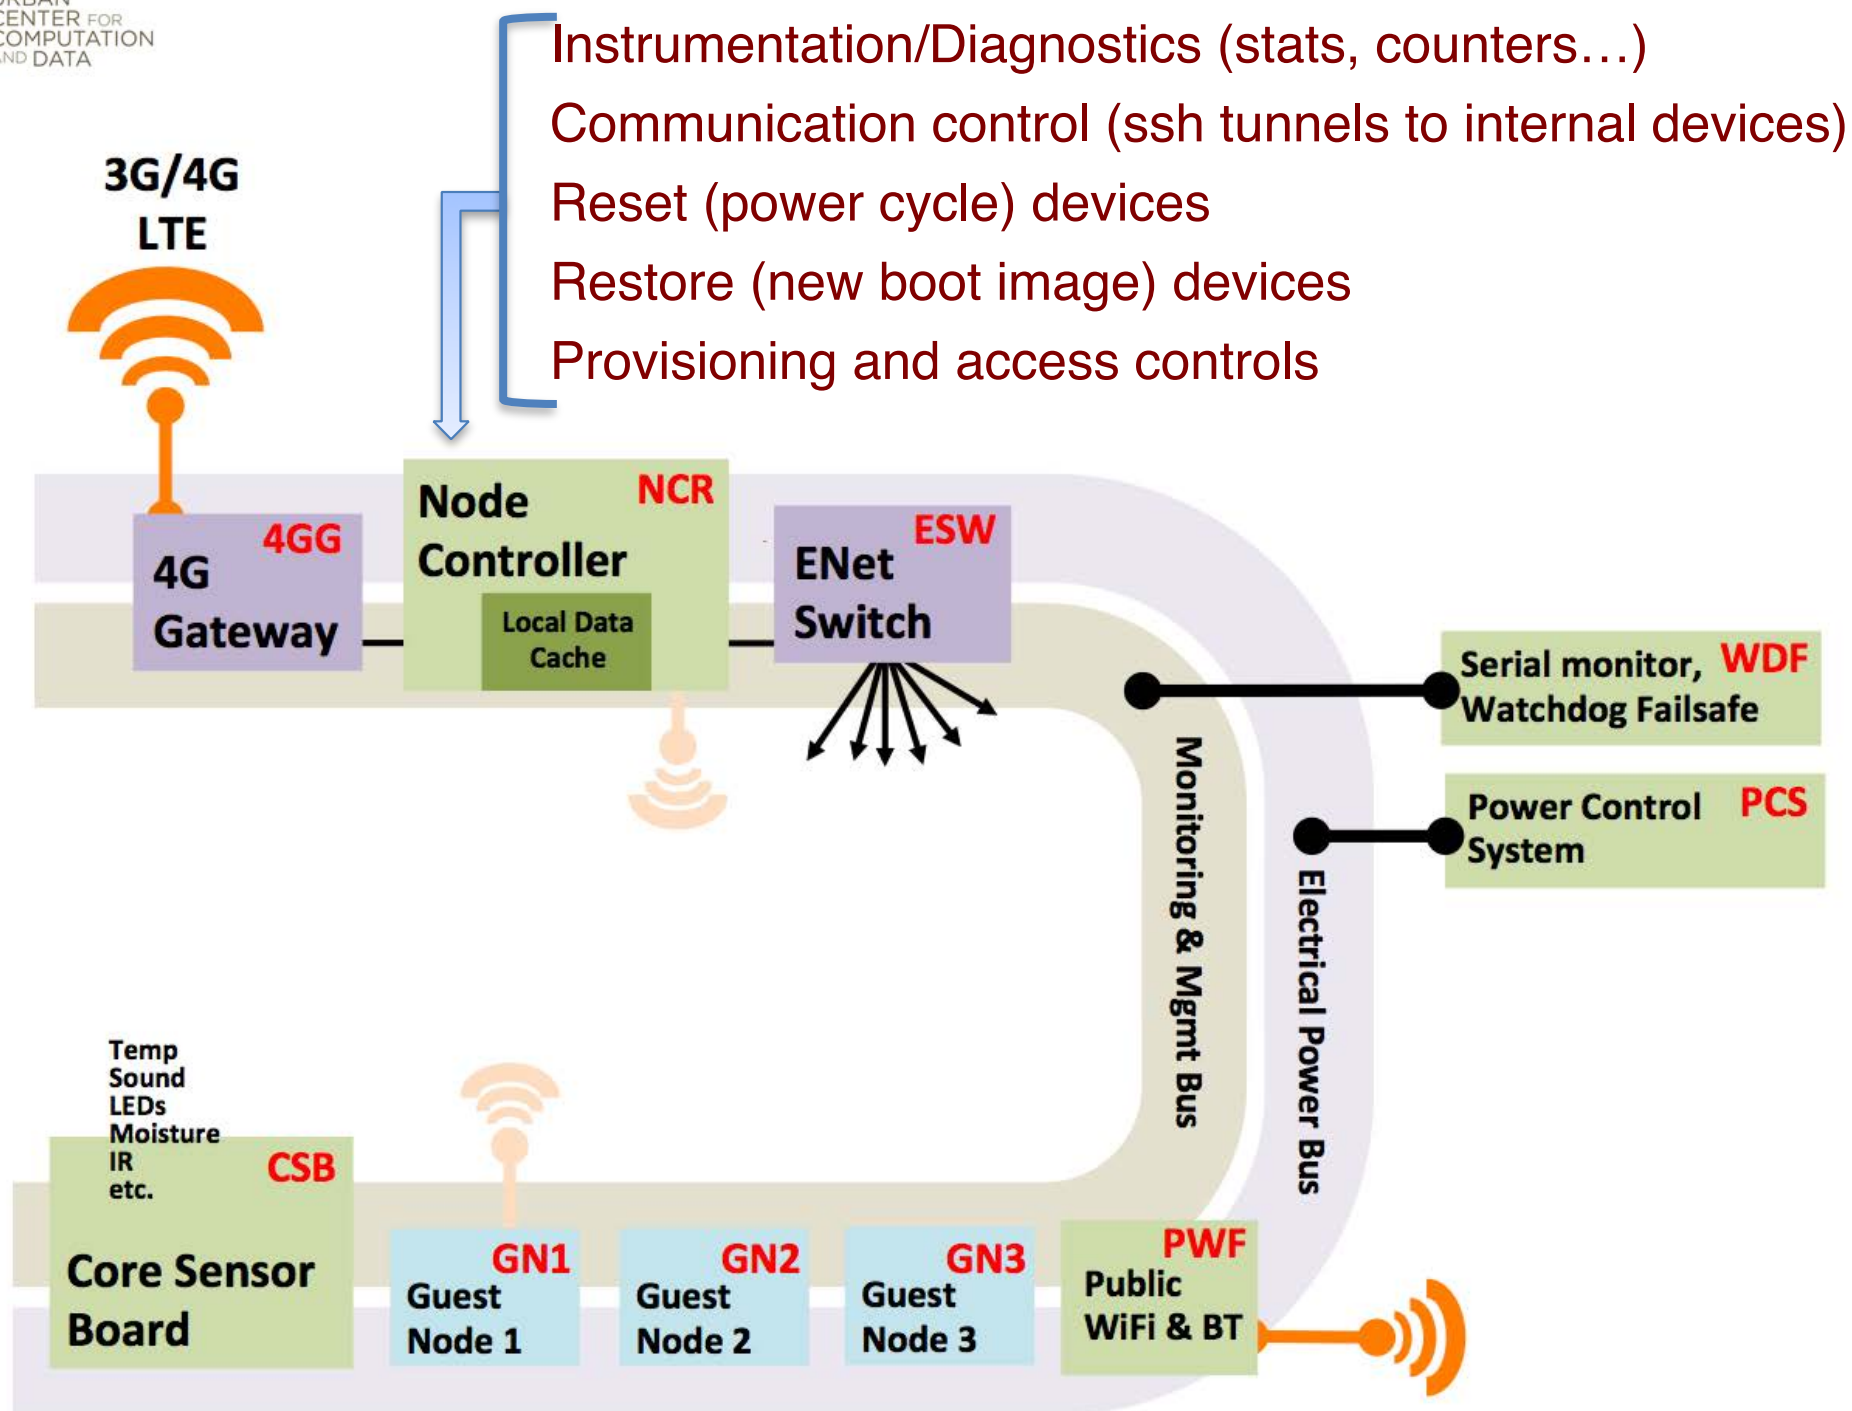 CENTER FOR
COMPUTATION
AND DATA
Instrumentation/Diagnostics (stats, counters…)
Communication control (ssh tunnels to internal devices)
Reset (power cycle) devices
Restore (new boot image) devices
Provisioning and access controls
3G/4G
LTE
4GG
4G
Gateway
NCR
Node
Controller
Local Data
Cache
ESW
ENet
Switch
Serial monitor, WDF
Watchdog Failsafe
Power Control PCS
System
Monitoring & Mgmt Bus
Electrical Power Bus
Temp
Sound
LEDs
Moisture
IR
etc.
CSB
Core Sensor
Board
GN1
Guest
Node 1
GN2
Guest
Node 2
GN3
Guest
Node 3
PWF
Public
WiFi & BT